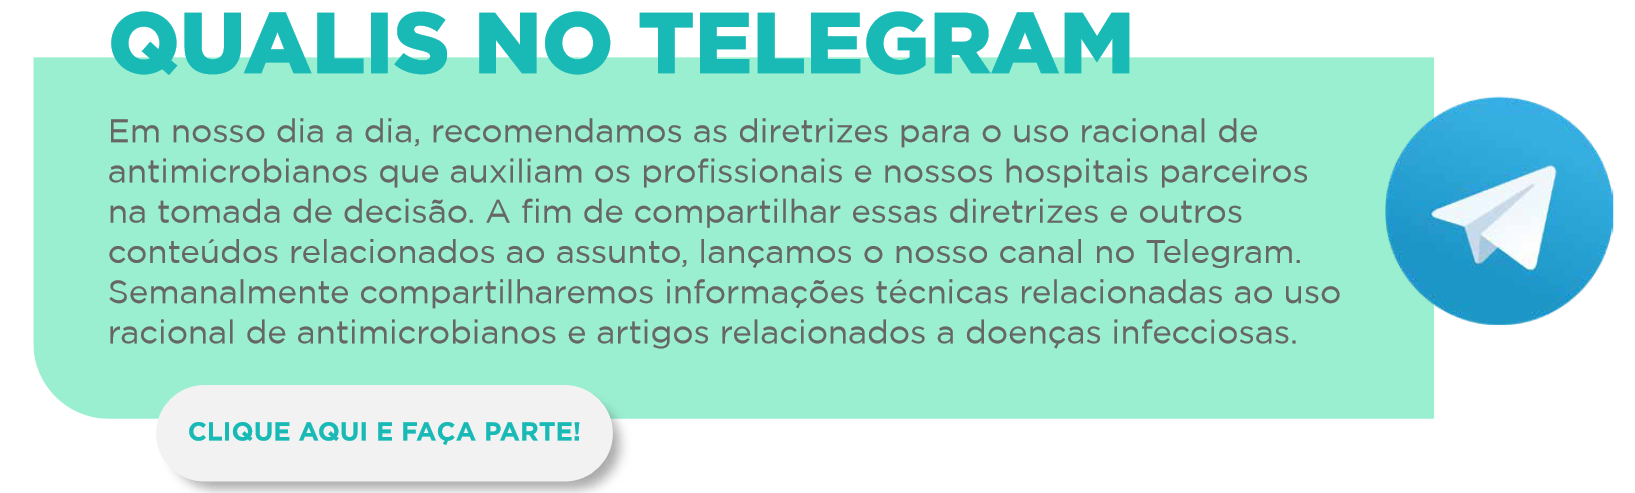 QUALIS NO TELEGRAM
Em nosso dia a dia, recomendamos as diretrizes para o uso racional de
antimicrobianos que auxiliam os profissionais e nossos hospitais parceiros
na tomada de decisão. A fim de compartilhar essas diretrizes e outros
conteúdos relacionados ao assunto, lançamos o nosso canal no Telegram.
Semanalmente compartilharemos informações técnicas relacionadas ao uso
racional de antimicrobianos e artigos relacionados a doenças infecciosas.
CLIQUE AQUI E FAÇA PARTE!